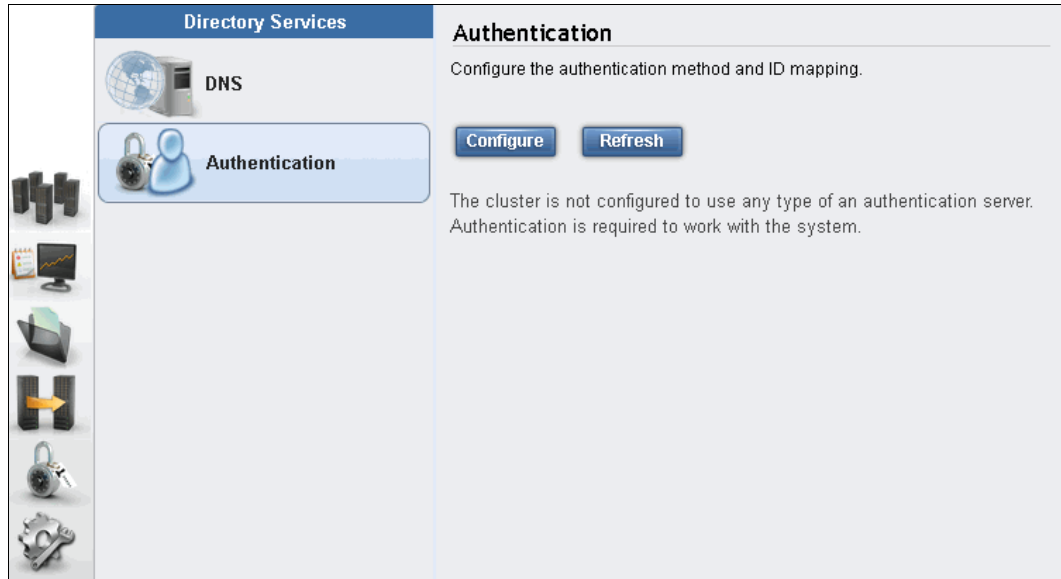 Directory Services
DNS
Authentication
Authentication
Configure the authentication method and ID mapping.
Configure Refresh
The cluster is not configured to use any type of an authentication server.
Authentication is required to work with the system.